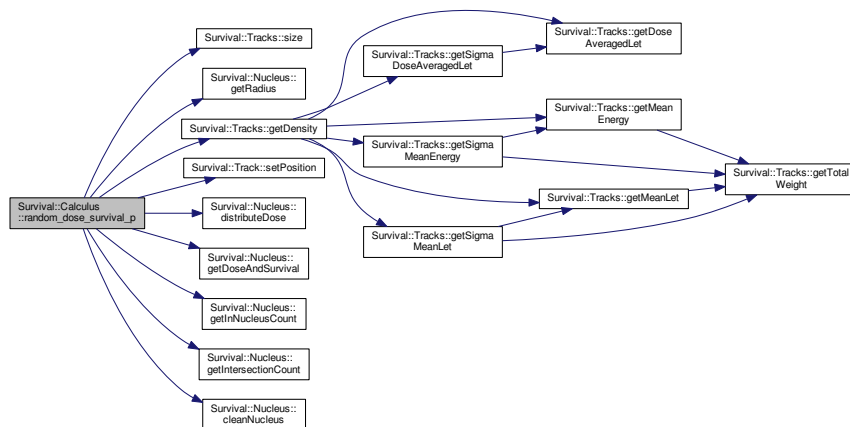 Survival::Calculus
::random_dose_survival_p
Survival::Tracks::size
Survival::Nucleus::
getRadius
Survival::Tracks::getDensity
Survival::Track::setPosition
Survival::Nucleus::
distributeDose
Survival::Nucleus::
getDoseAndSurvival
Survival::Nucleus::
getInNucleusCount
Survival::Nucleus::
getIntersectionCount
Survival::Nucleus::
cleanNucleus
Survival::Tracks::getSigma
DoseAveragedLet
Survival::Tracks::getSigma
MeanEnergy
Survival::Tracks::getSigma
MeanLet
Survival::Tracks::getDose
AveragedLet
Survival::Tracks::getMean
Energy
Survival::Tracks::getMeanLet
Survival::Tracks::getTotal
Weight